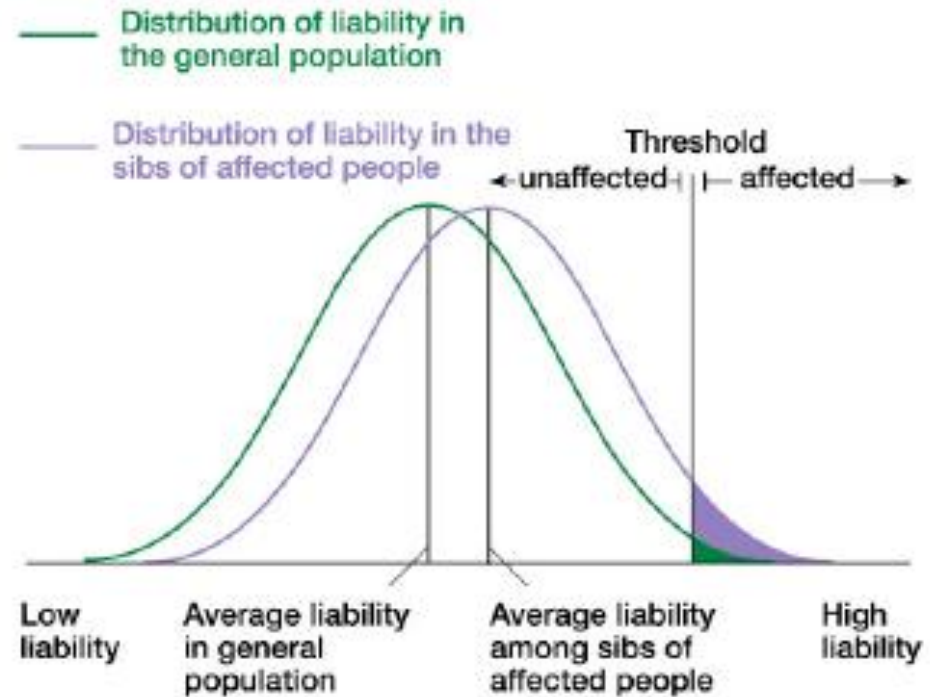 Distribution of liability in
the general population
Distribution of liability in the
sibs of affected people
Threshold
unaffected
affected
Low
liability
Average liability
in general
population
Average liability
among sibs of
affected people
High
liability